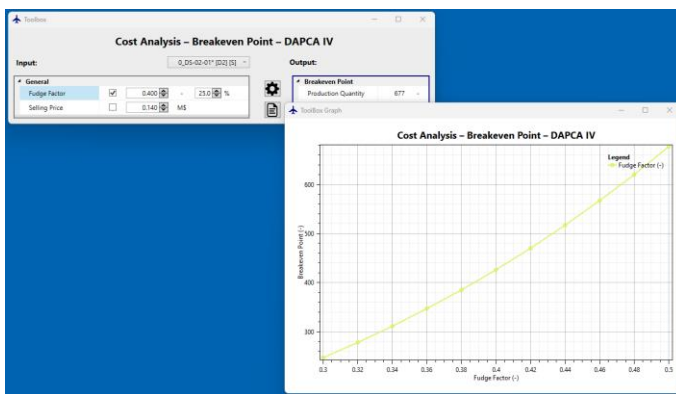 ToolBox
Cost Analysis – Breakeven Point – DAPCA IV
Input:
0_DS-02-01* [D2] [S]
Output:
General
Fudge Factor 0.400 - 25.0 %
Selling Price 0.140 M$
Breakeven Point
Production Quantity 677 -
ToolBox Graph
Cost Analysis – Breakeven Point – DAPCA IV
Legend
Fudge Factor (-)
600
500
400
300
Breakeven Point (-)
0.3 0.32 0.34 0.36 0.38 0.4 0.42 0.44 0.46 0.48 0.5
Fudge Factor (-)